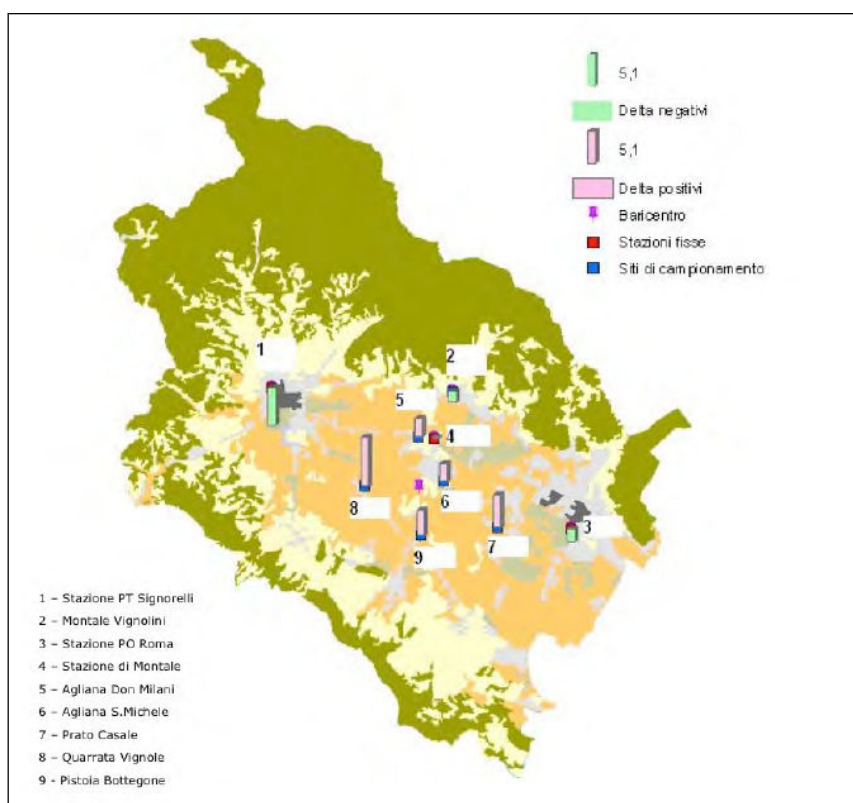 5,1
Delta negativi
5,1
Delta positivi
Baricentro
Stazioni fisse
Siti di campionamento
1
2
5
4
8
6
7
3
9
1 – Stazione PT Signorelli
2 – Montale Vignolini
3 – Stazione PO Roma
4 – Stazione di Montale
5 – Agliana Don Milani
6 – Agliana S.Michele
7 – Prato Casale
8 – Quarrata Vignole
9 - Pistoia Bottegone